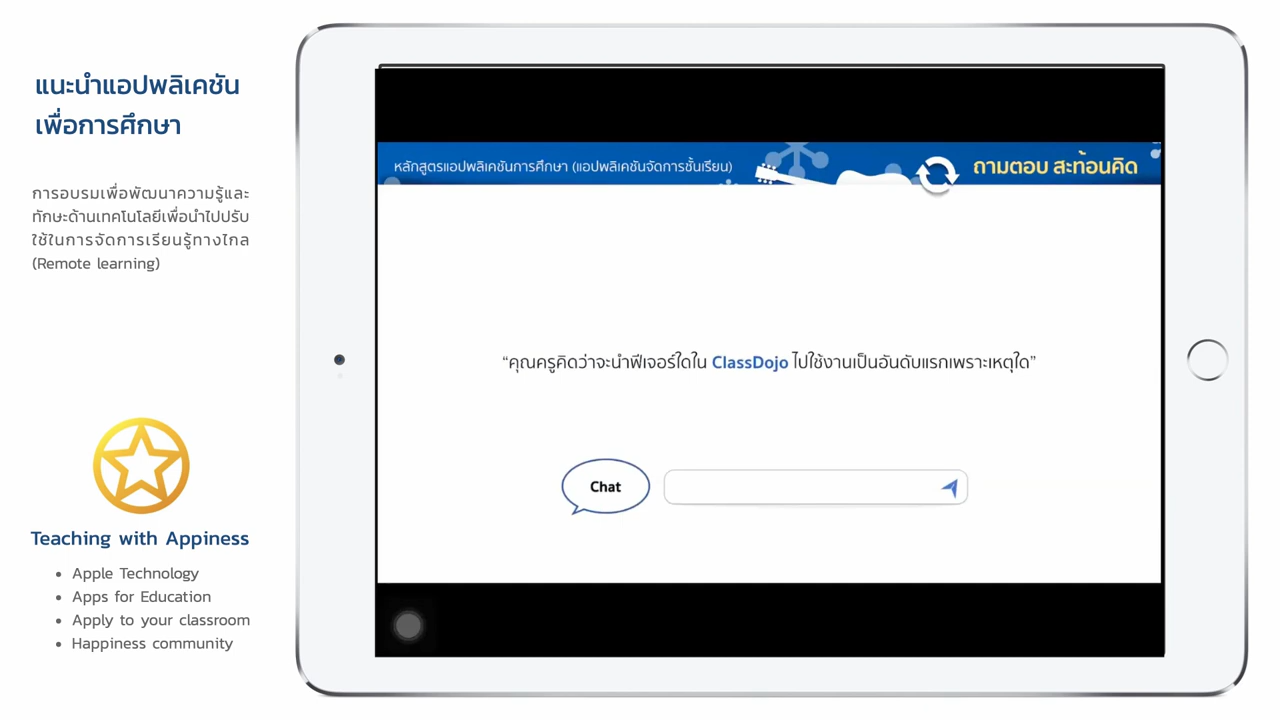 แนะนำแอปพลิเคชัน
เพื่อการศึกษา
การอบรมเพื่อพัฒนาความรู้และ
ทักษะด้านเทคโนโลยีเพื่อนำไปปรับ
ใช้ในการจัดการเรียนรู้ทางไกล
(Remote learning)
Teaching with Appiness
• Apple Technology
• Apps for Education
• Apply to your classroom
• Happiness community
หลักสูตรแอปพลิเคชันการศึกษา (แอปพลิเคชันจัดการชั้นเรียน)
ถามตอบ สะท้อนคิด
“คุณครูคิดว่าจะนำฟีเจอร์ใดใน ClassDojo ไปใช้งานเป็นอันดับแรกเพราะเหตุใด”
Chat